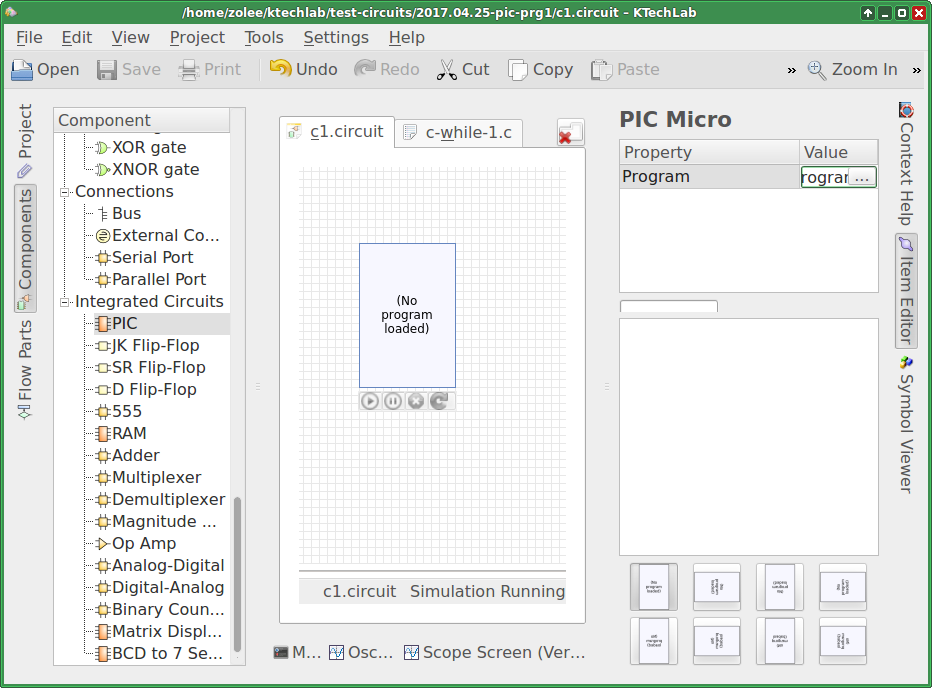 /home/zolee/ktechlab/test-circuits/2017.04.25-pic-prg1/c1.circuit – KTechLab
File Edit View Project Tools Settings Help
Open Save Print Undo Redo Cut Copy Paste » Zoom In »
Project
Components
Flow Parts
Component
XOR gate
XNOR gate
Connections
Bus
External Co...
Serial Port
Parallel Port
Integrated Circuits
PIC
JK Flip-Flop
SR Flip-Flop
D Flip-Flop
555
RAM
Adder
Multiplexer
Demultiplexer
Magnitude ...
Op Amp
Analog-Digital
Digital-Analog
Binary Coun...
Matrix Displ...
BCD to 7 Se...
c1.circuit c-while-1.c
(No
program
loaded)
c1.circuit Simulation Running
M... Osc... Scope Screen (Ver...
PIC Micro
Property Value
Program rograr ...
Context Help
Item Editor
Symbol Viewer